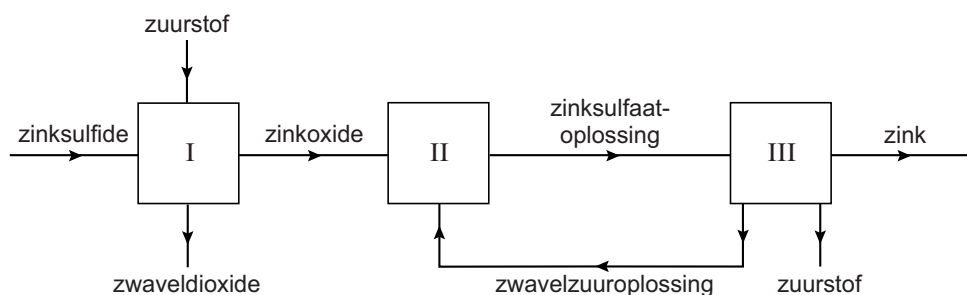 zuurstof
zinksulfide
I
zinkoxide
II
zinksulfaat-
oplossing
III
zink
zwaveldioxide
zwavelzuuroplossing
zuurstof